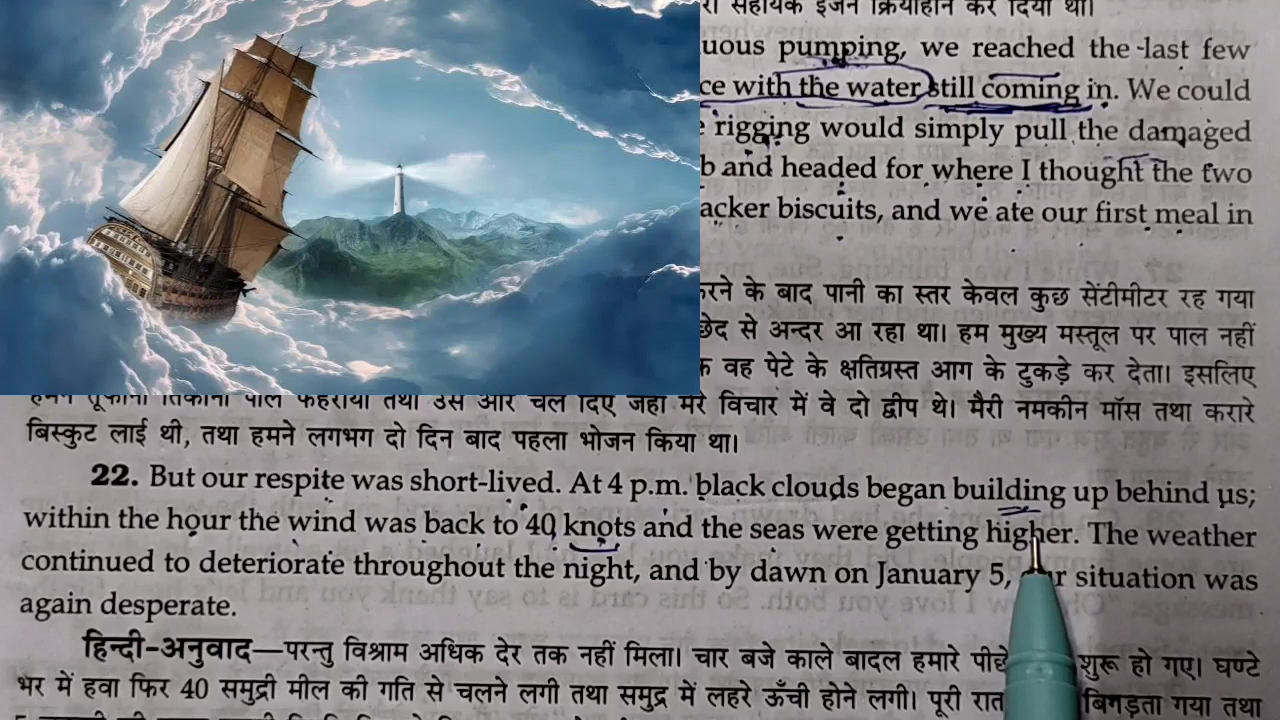 सहायक इंजन क्रियाहीन कर दिया था।
uous pumping, we reached the last few
ce with the water still coming in. We could
rigging would simply pull the damaged
b and headed for where I thought the two
acker biscuits, and we ate our first meal in
करने के बाद पानी का स्तर केवल कुछ सेंटीमीटर रह गया
छेद से अन्दर आ रहा था। हम मुख्य मस्तूल पर पाल नहीं
वह पेटे के क्षतिग्रस्त आग के टुकड़े कर देता। इसलिए
हमने तूफानी तिकोनी पाल फहराया तथा उस ओर चल दिए जहाँ मेरे विचार में वे दो द्वीप थे। मैरी नमकीन माँस तथा करारे
बिस्कुट लाई थी, तथा हमने लगभग दो दिन बाद पहला भोजन किया था।
22. But our respite was short-lived. At 4 p.m. black clouds began building up behind us;
within the hour the wind was back to 40 knots and the seas were getting higher. The weather
continued to deteriorate throughout the night, and by dawn on January 5, our situation was
again desperate.
हिन्दी-अनुवाद—परन्तु विश्राम अधिक देर तक नहीं मिला। चार बजे काले बादल हमारे पीछे शुरू हो गए। घण्टे
भर में हवा फिर 40 समुद्री मील की गति से चलने लगी तथा समुद्र में लहरे ऊँची होने लगी। पूरी रात बिगड़ता गया तथा